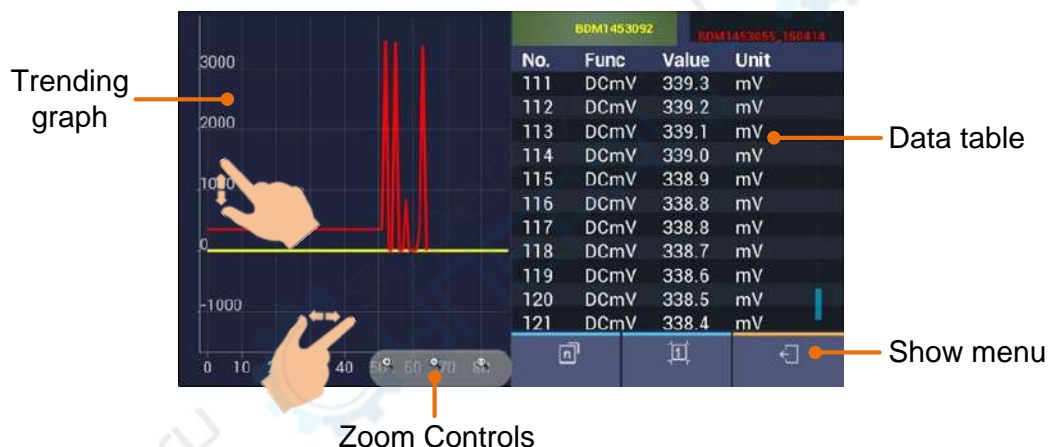 Trending
graph
3000
2000
1000
0
-1000
0 10 40 60 70 80
BDM1453092
BDM1453055_150414
No. Func Value Unit
111 DCmV 339.3 mV
112 DCmV 339.2 mV
113 DCmV 339.1 mV
114 DCmV 339.0 mV
115 DCmV 338.9 mV
116 DCmV 338.8 mV
117 DCmV 338.8 mV
118 DCmV 338.7 mV
119 DCmV 338.6 mV
120 DCmV 338.5 mV
121 DCmV 338.4 mV
n 1
Data table
Show menu
Zoom Controls